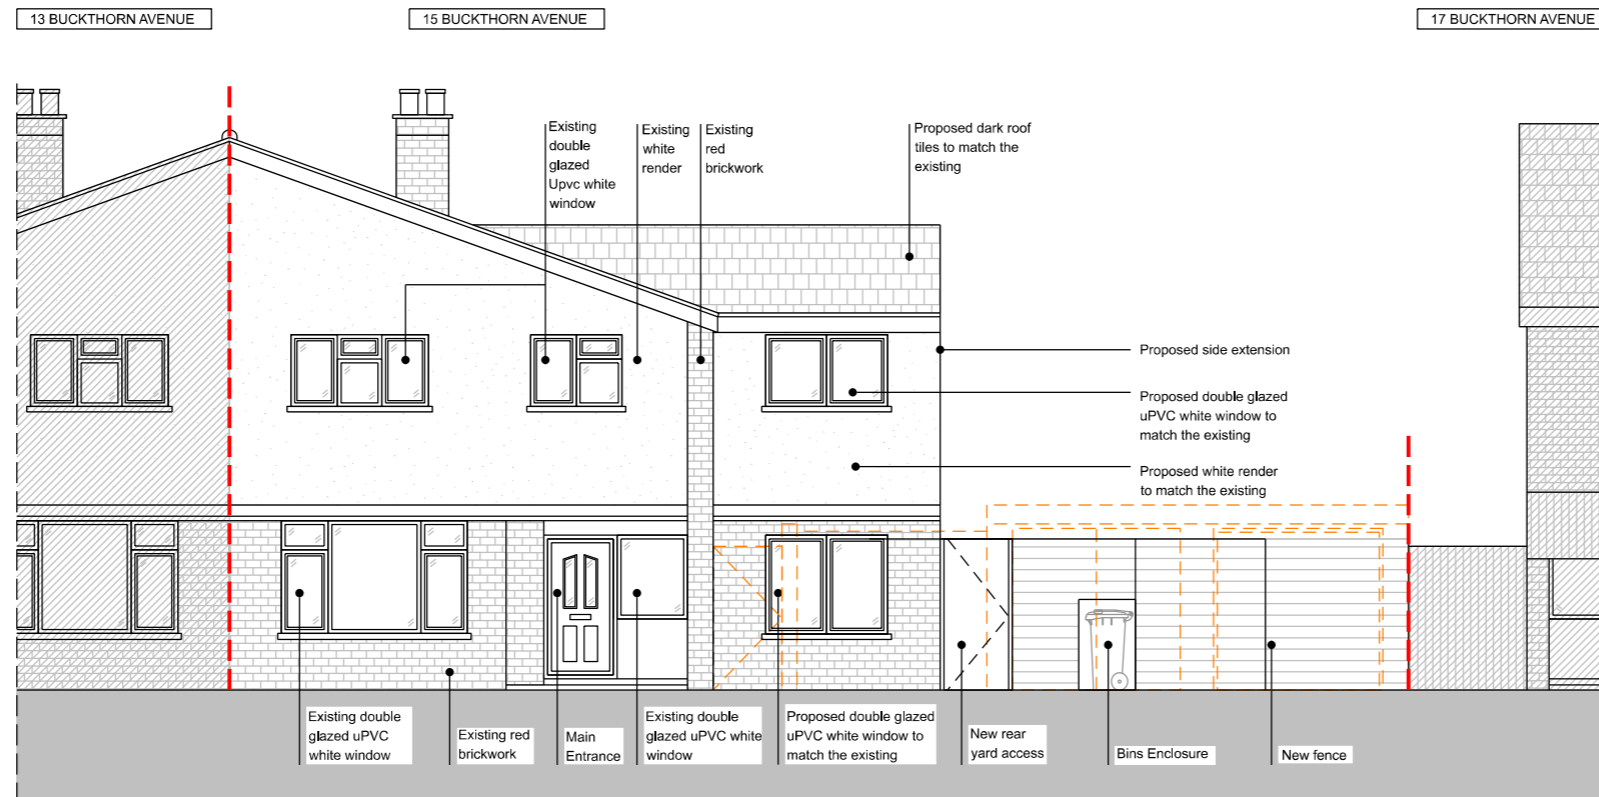 13 BUCKTHORN AVENUE
15 BUCKTHORN AVENUE
17 BUCKTHORN AVENUE
Existing
double
glazed
Upvc white
window
Existing
white
render
Existing
red
brickwork
Proposed dark roof
tiles to match the
existing
Proposed side extension
Proposed double glazed
uPVC white window to
match the existing
Proposed white render
to match the existing
Existing double
glazed uPVC
white window
Existing red
brickwork
Main
Entrance
Existing double
glazed uPVC white
window
Proposed double glazed
uPVC white window to
match the existing
New rear
yard access
Bins Enclosure
New fence